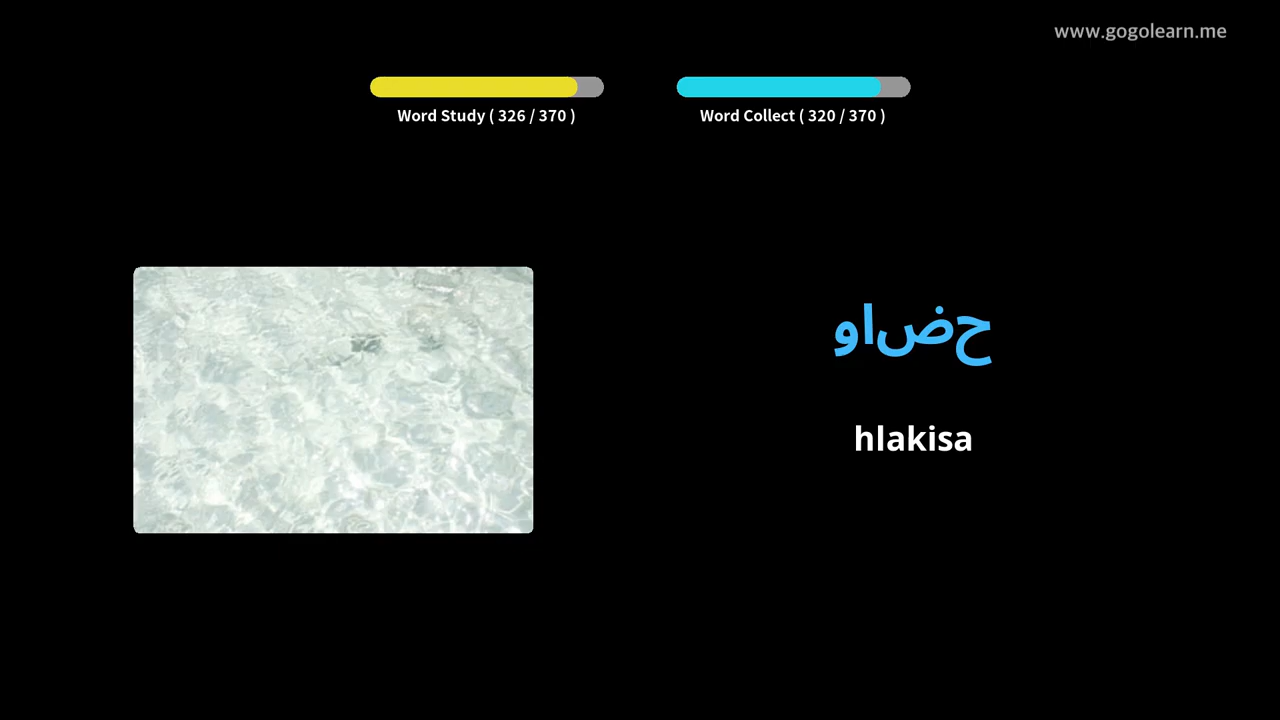 www.gogolearn.me
Word Study ( 326 / 370 )
Word Collect ( 320 / 370 )
واضح
hlakisa